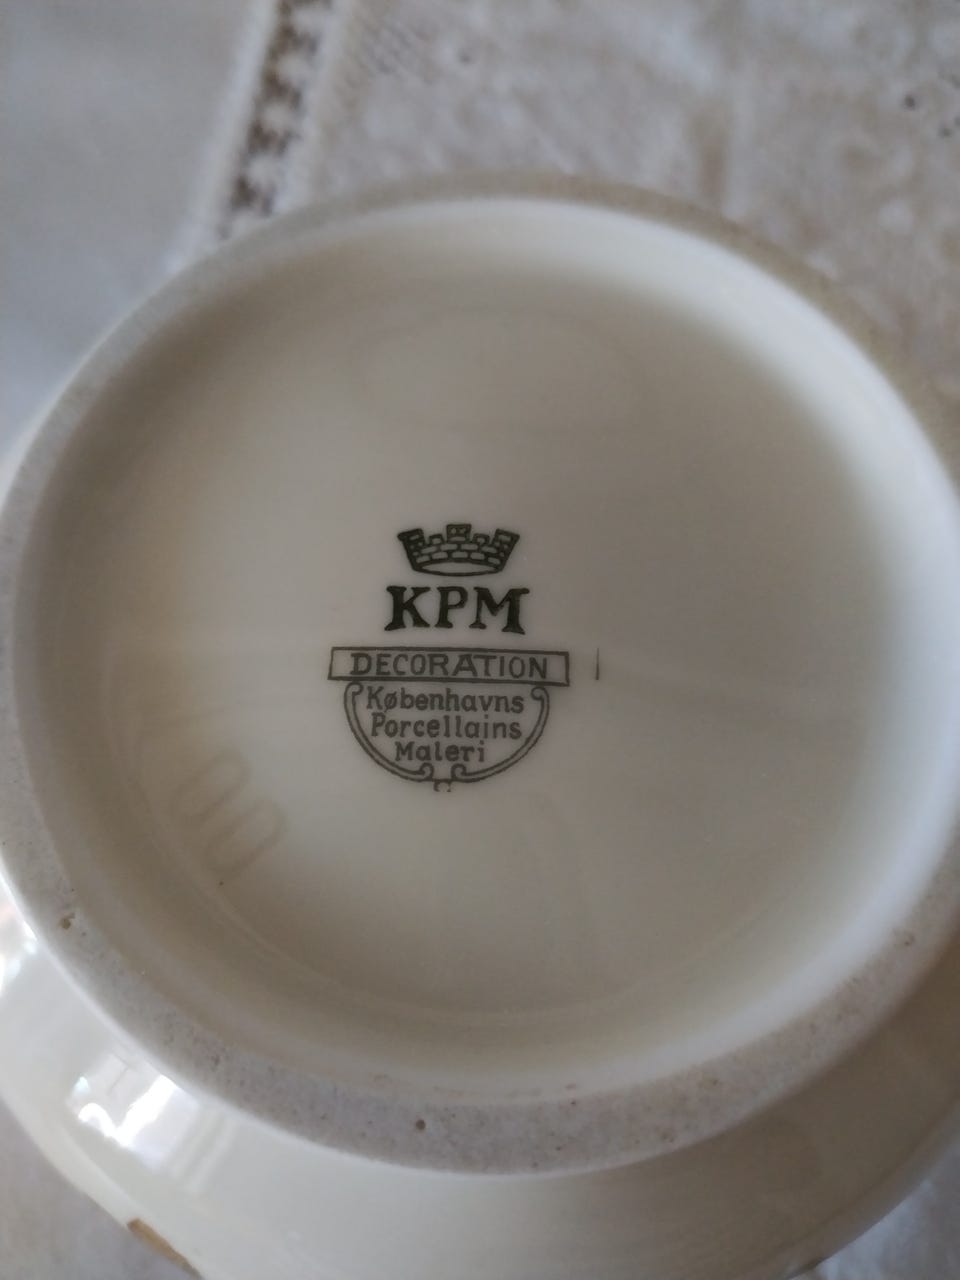 KPM
DECORATION
Københavns
Porcellains
Maleri